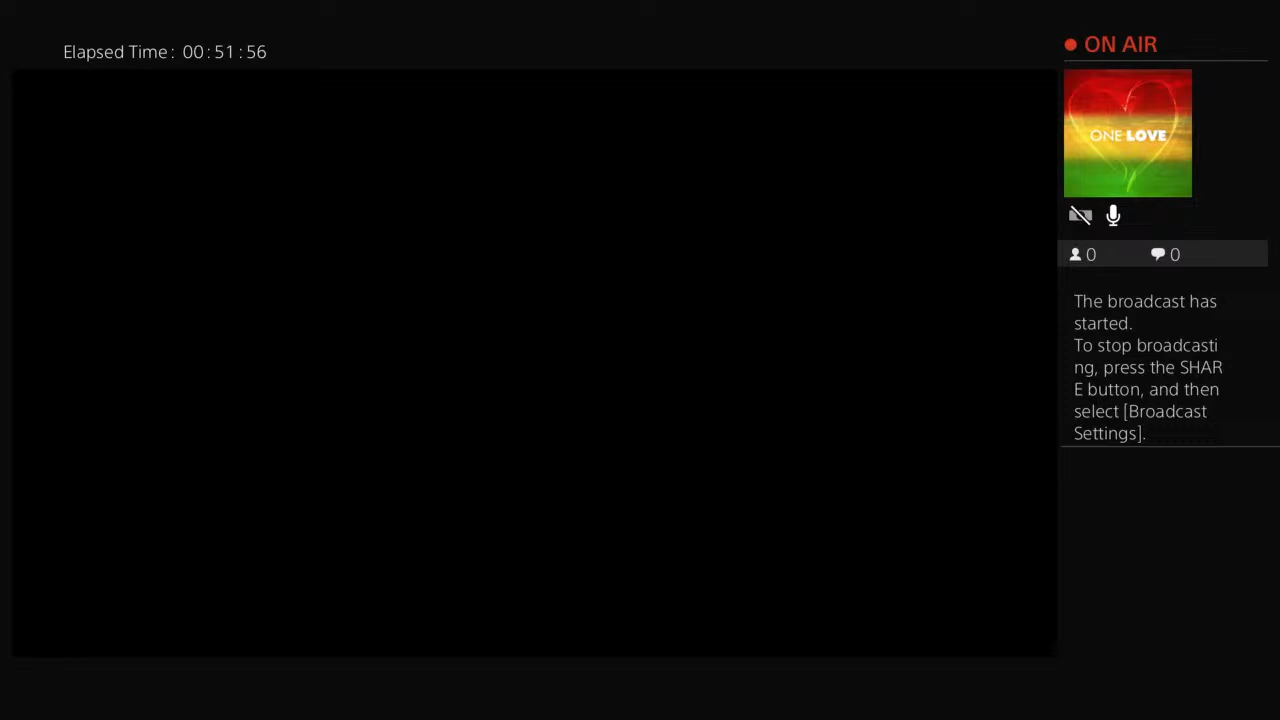 Elapsed Time: 00:51:56
ON AIR
ONE LOVE
0 0
The broadcast has
started.
To stop broadcasti
ng, press the SHAR
E button, and then
select [Broadcast
Settings].